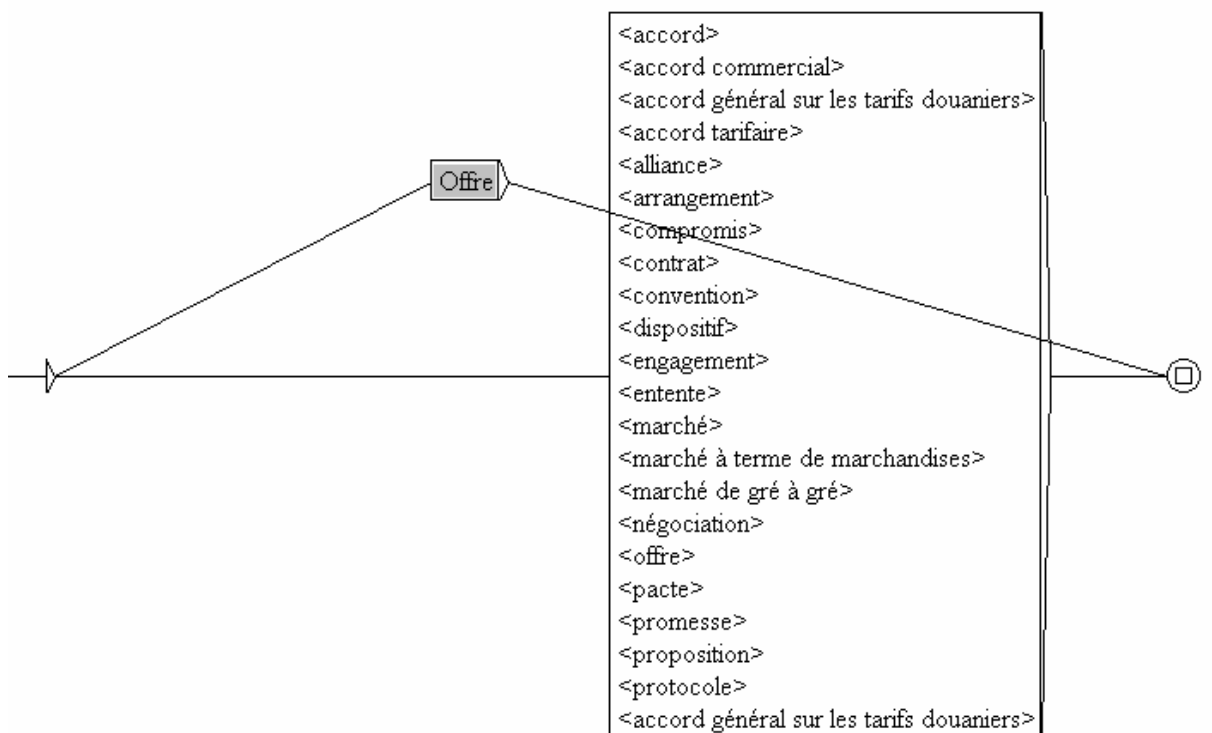 <accord>
<accord commercial>
<accord général sur les tarifs douaniers>
<accord tarifaire>
<alliance>
Offre
<arrangement>
<compromis>
<contrat>
<convention>
<dispositif>
<engagement>
<entente>
<marché>
<marché à terme de marchandises>
<marché de gré à gré>
<négociation>
<offre>
<pacte>
<promesse>
<proposition>
<protocole>
<accord général sur les tarifs douaniers>